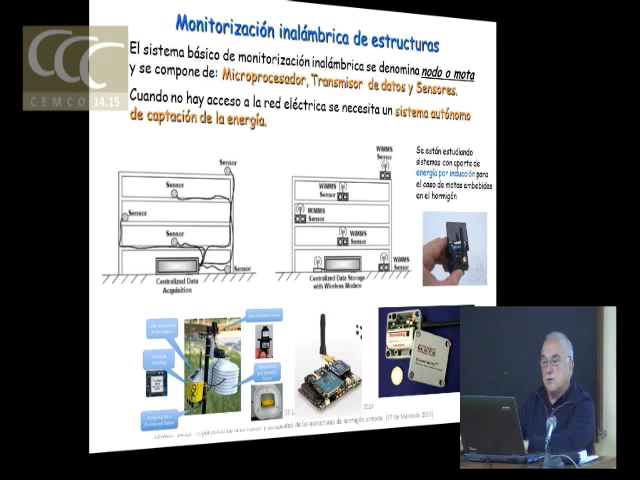 CCC
CEMCO 14.15
Monitorización inalámbrica de estructuras
El sistema básico de monitorización inalámbrica se denomina nodo o mota
y se compone de: Microprocesador, Transmisor de datos y Sensores.
Cuando no hay acceso a la red eléctrica se necesita un sistema autónomo
de captación de la energía.
Se están estudiando
sistemas con aporte de
energía por inducción para
el caso de motas embebidas
en el hormigón
Sensor
Sensor
Sensor
Sensor
Sensor
Centralized Data
Acquisition
WiMMS
Sensor
WiMMS
Sensor
WiMMS
Sensor
WiMMS
Sensor
WiMMS
Sensor
Centralized Data Storage
with Wireless Modem